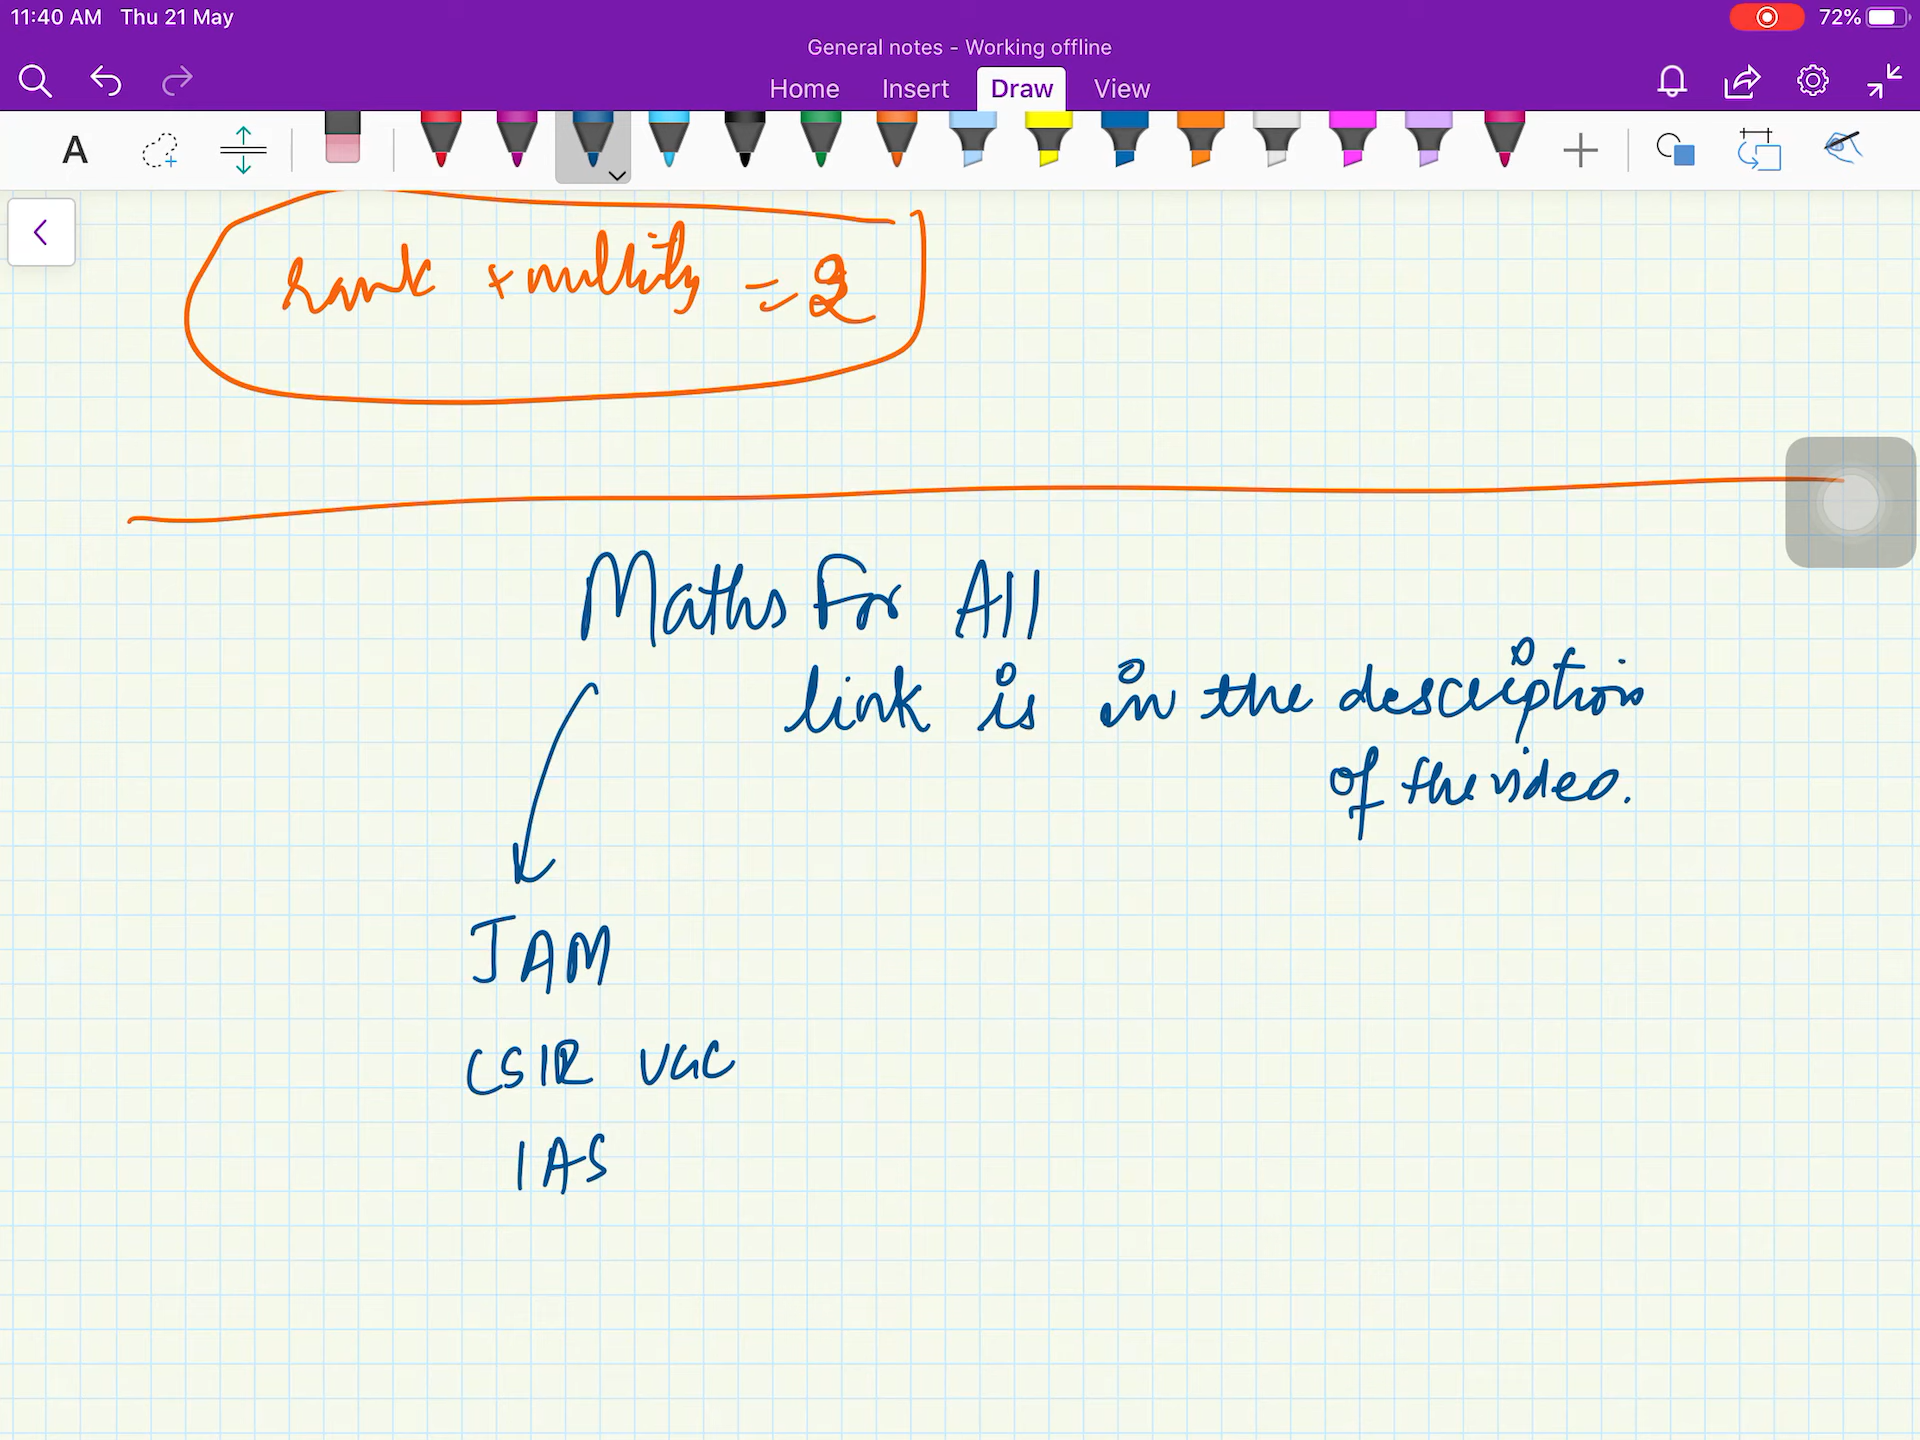 11:40 AM Thu 21 May
72%
General notes - Working offline
Home Insert Draw View
A
rank + nullity = 2
Maths For All
link is in the description
of the video.
JAM
CSIR UGC
IAS